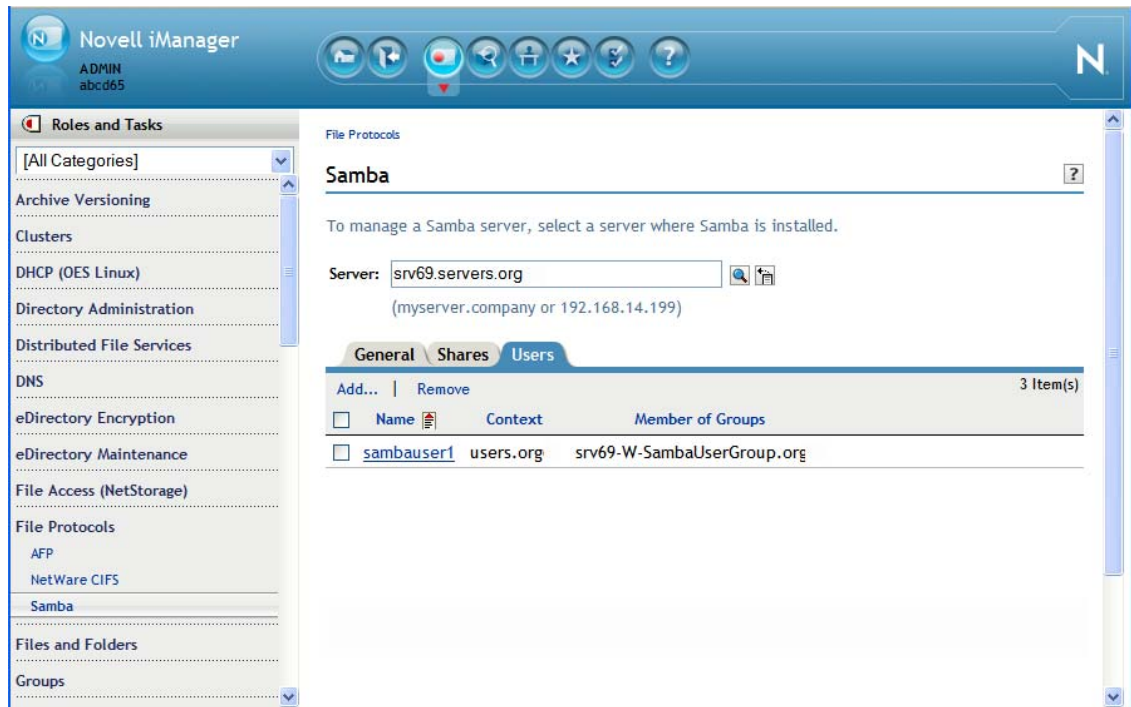 Novell iManager
ADMIN
abcd65
N
Roles and Tasks
[All Categories]
Archive Versioning
Clusters
DHCP (OES Linux)
Directory Administration
Distributed File Services
DNS
eDirectory Encryption
eDirectory Maintenance
File Access (NetStorage)
File Protocols
AFP
NetWare CIFS
Samba
Files and Folders
Groups
File Protocols
Samba
?
To manage a Samba server, select a server where Samba is installed.
Server: srv69.servers.org
(myserver.company or 192.168.14.199)
General Shares Users
Add... | Remove 3 Item(s)
Name Context Member of Groups
sambauser1 users.org srv69-W-SambaUserGroup.org